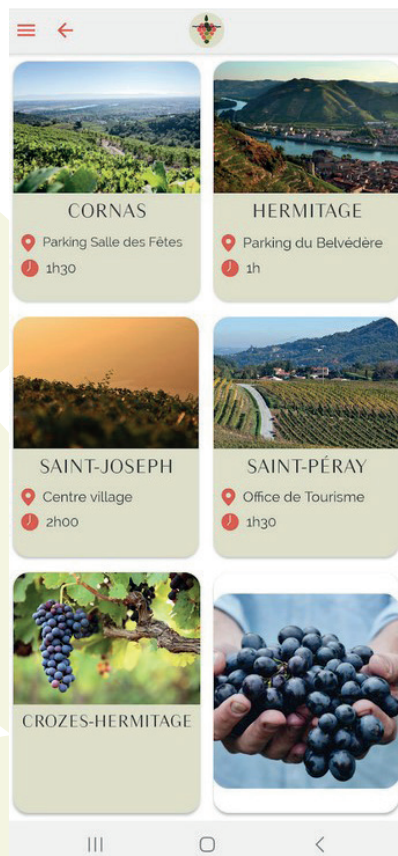 CORNAS
Parking Salle des Fêtes
1h30
HERMITAGE
Parking du Belvédère
1h
SAINT-JOSEPH
Centre village
2h00
SAINT-PÉRAY
Office de Tourisme
1h30
CROZES-HERMITAGE